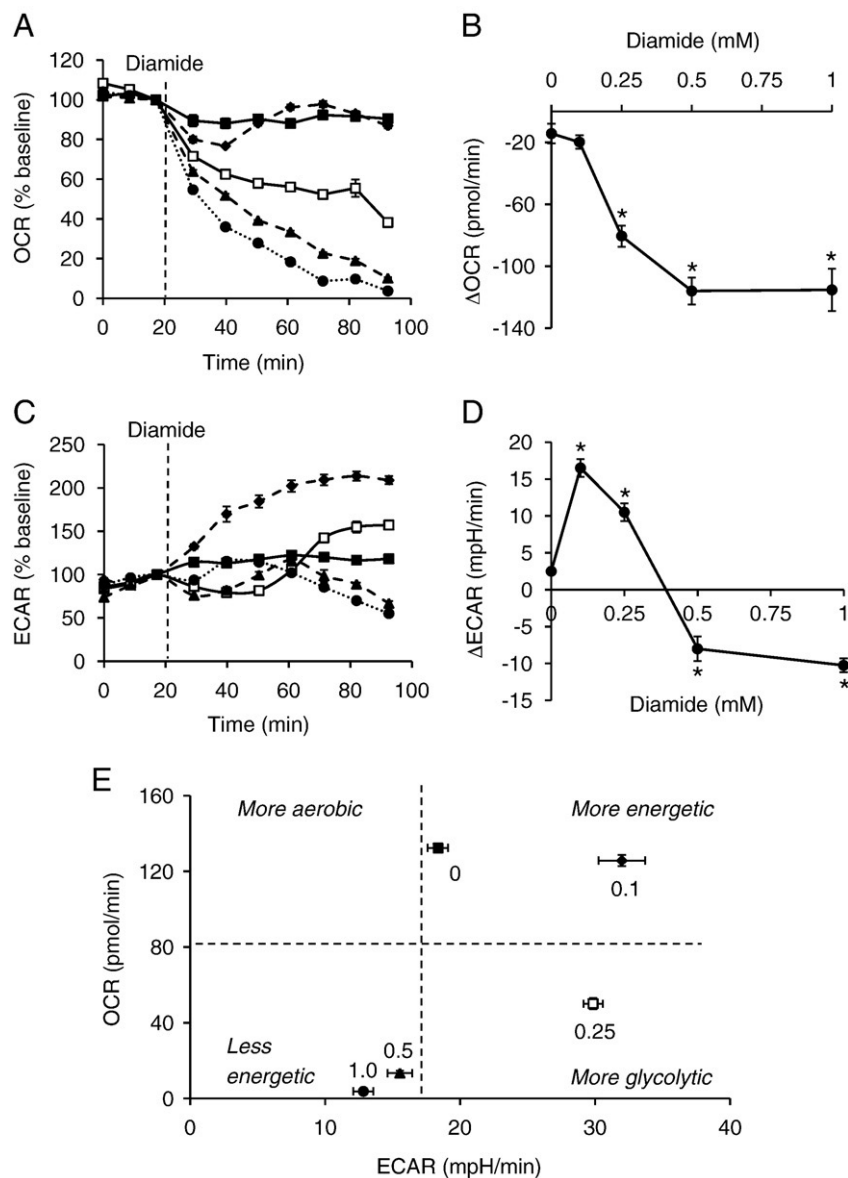 A
Diamide
OCR (% baseline)
120
100
80
60
40
20
0
0 20 40 60 80 100
Time (min)
B
Diamide (mM)
0 0.25 0.5 0.75 1
ΔOCR (pmol/min)
-20
-60
-100
-140
*
*
*
C
Diamide
ECAR (% baseline)
250
200
150
100
50
0
0 20 40 60 80 100
Time (min)
D
ΔECAR (mpH/min)
20
15
10
5
0
-5
-10
-15
*
*
0 0.25 0.5 0.75 1
*
*
Diamide (mM)
E
OCR (pmol/min)
160
120
80
40
0
More aerobic
More energetic
0
0.1
0.25
Less
energetic
1.0
0.5
More glycolytic
0 10 20 30 40
ECAR (mpH/min)